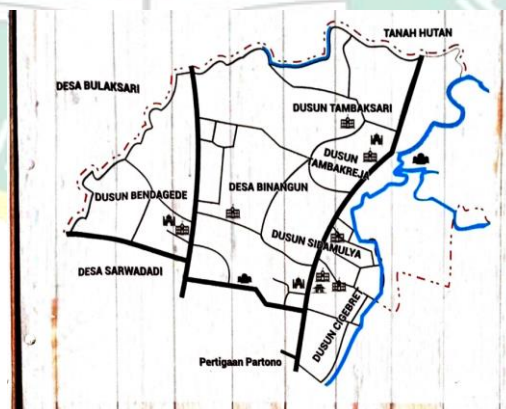 TANAH HUTAN
DESA BULAKSARI
DUSUN TAMBAKSARI
DUSUN
TAMBAKREJA
DESA BINANGUN
DUSUN BENDAGEDE
DUSUN SIDAMULYA
DESA SARWADADI
DUSUN CIGEBRET
Pertigaan Partono